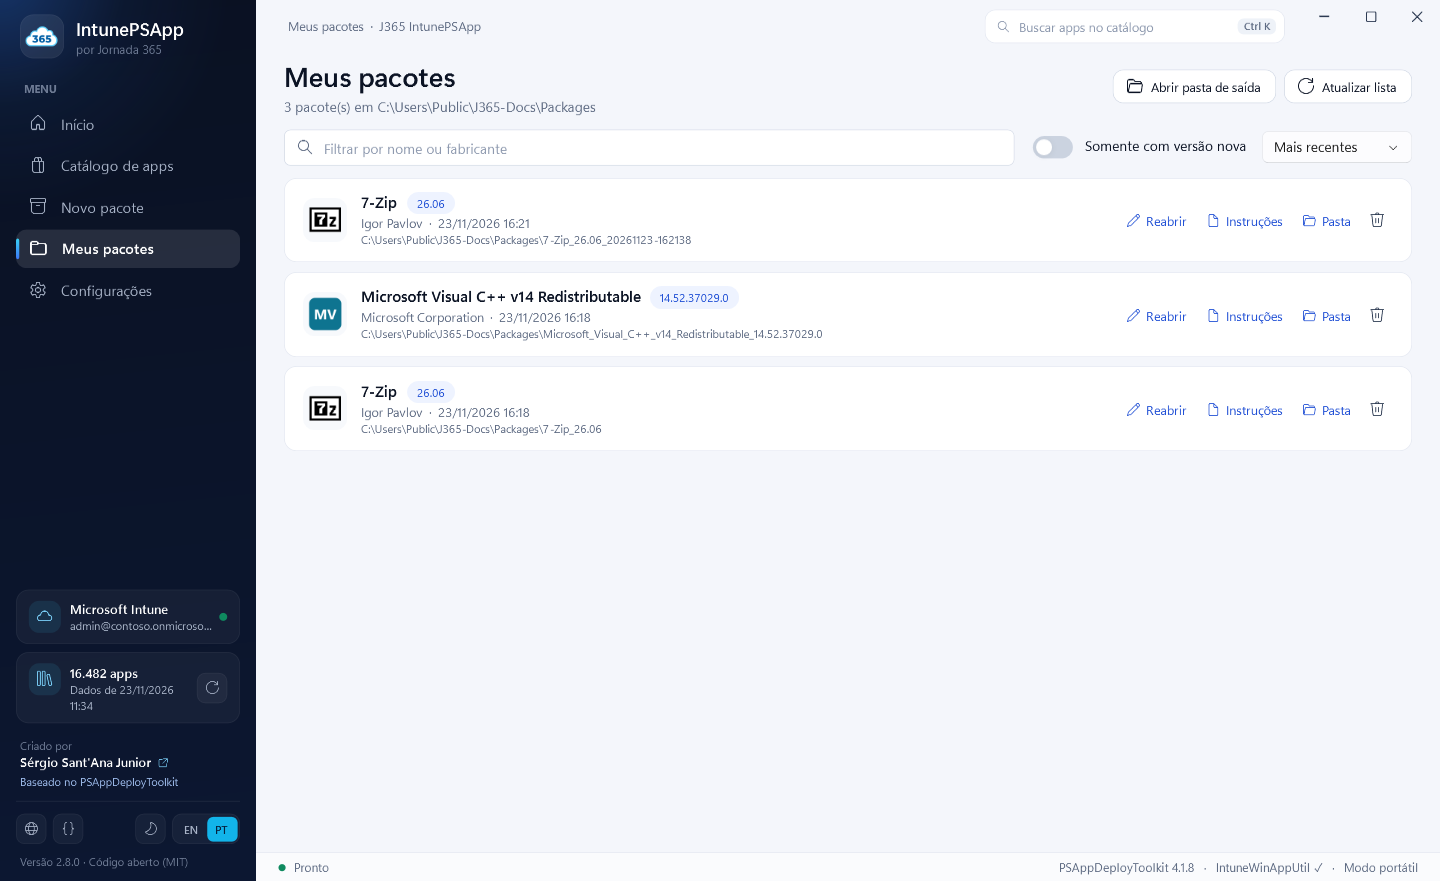 365
IntunePSApp
por Jornada 365
MENU
Início
Catálogo de apps
Novo pacote
Meus pacotes
Configurações
Microsoft Intune
admin@contoso.onmicroso...
16.482 apps
Dados de 23/11/2026
11:34
Criado por
Sérgio Sant'Ana Junior
Baseado no PSAppDeployToolkit
{}
EN
PT
Versão 2.8.0 · Código aberto (MIT)
Meus pacotes · J365 IntunePSApp
Buscar apps no catálogo
Ctrl K
Meus pacotes
3 pacote(s) em C:\Users\Public\J365-Docs\Packages
Abrir pasta de saída
Atualizar lista
Filtrar por nome ou fabricante
Somente com versão nova
Mais recentes
7z
7-Zip
26.06
Igor Pavlov · 23/11/2026 16:21
C:\Users\Public\J365-Docs\Packages\7-Zip_26.06_20261123-162138
Reabrir
Instruções
Pasta
MV
Microsoft Visual C++ v14 Redistributable
14.52.37029.0
Microsoft Corporation · 23/11/2026 16:18
C:\Users\Public\J365-Docs\Packages\Microsoft_Visual_C++_v14_Redistributable_14.52.37029.0
Reabrir
Instruções
Pasta
7z
7-Zip
26.06
Igor Pavlov · 23/11/2026 16:18
C:\Users\Public\J365-Docs\Packages\7-Zip_26.06
Reabrir
Instruções
Pasta
Pronto
PSAppDeployToolkit 4.1.8 · IntuneWinAppUtil ✓ · Modo portátil